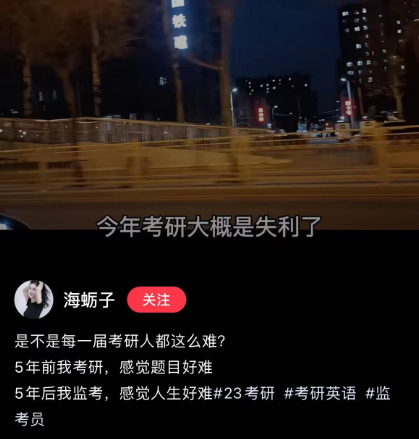 铁
今年考研大概是失利了
海蛎子
关注
是不是每一届考研人都这么难?
5年前我考研，感觉题目好难
5年后我监考，感觉人生好难#23考研 #考研英语 #监
考员